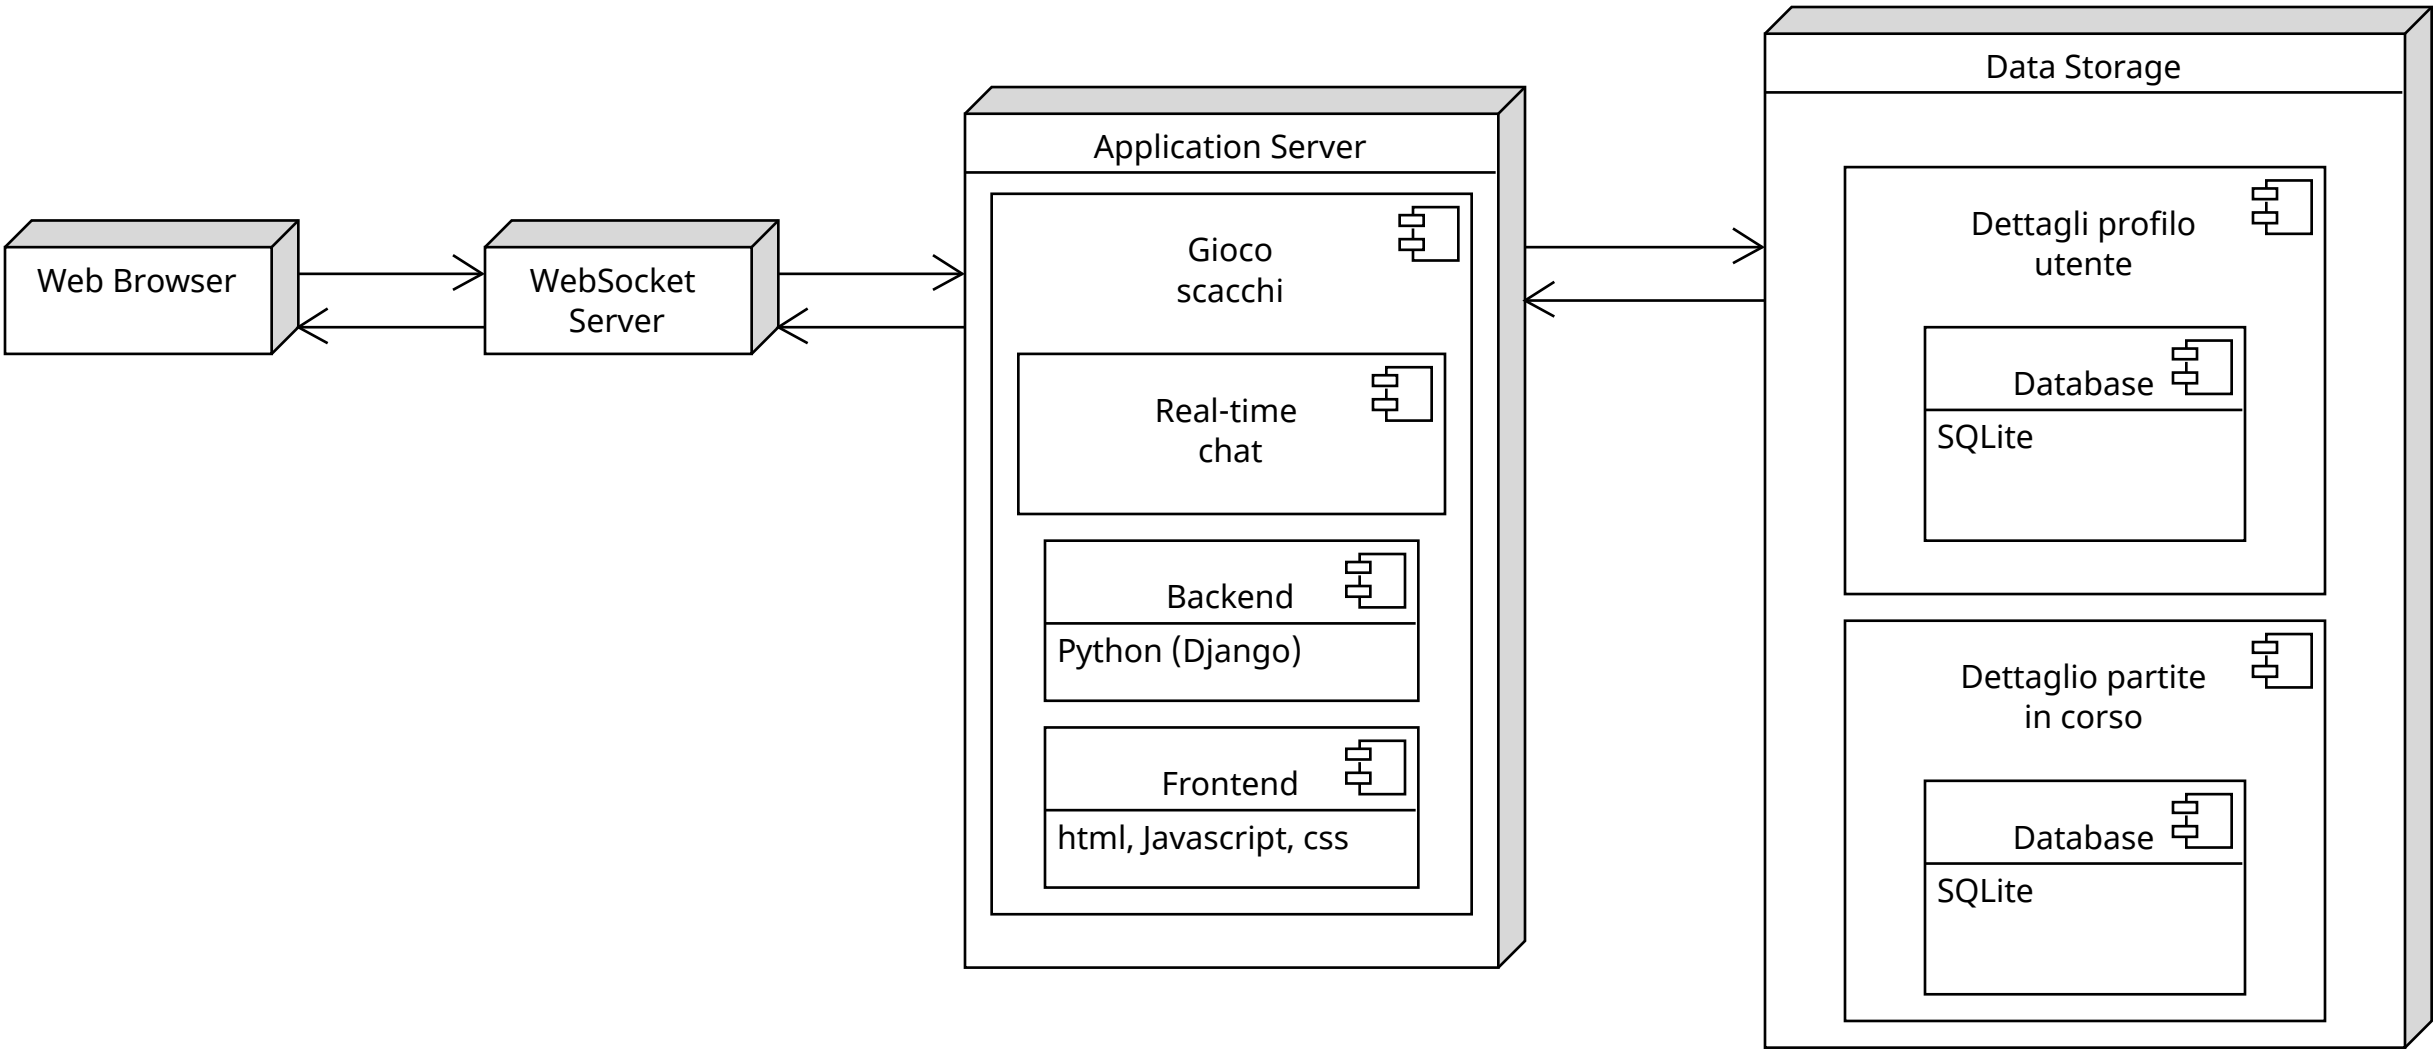 Web Browser
WebSocket
Server
Application Server
Gioco
scacchi
Real-time
chat
Backend
Python (Django)
Frontend
html, Javascript, css
Data Storage
Dettagli profilo
utente
Database
SQLite
Dettaglio partite
in corso
Database
SQLite